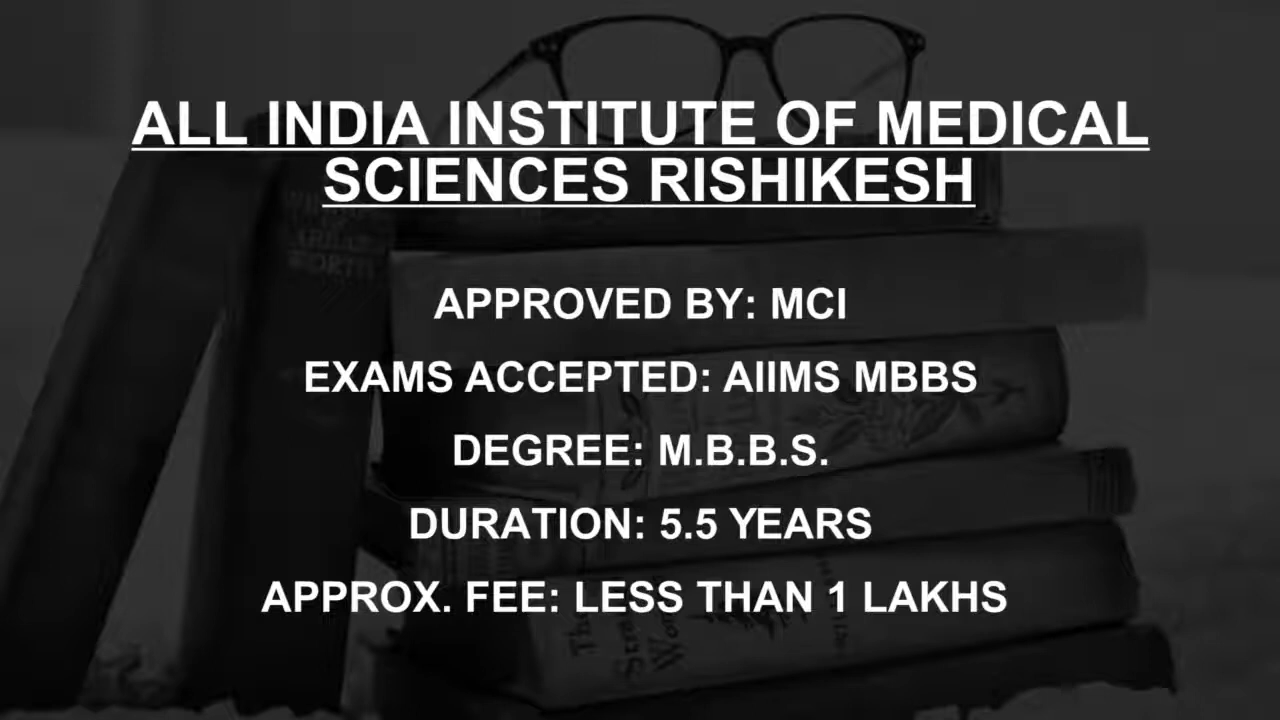 ALL INDIA INSTITUTE OF MEDICAL
SCIENCES RISHIKESH
APPROVED BY: MCI
EXAMS ACCEPTED: AIIMS MBBS
DEGREE: M.B.B.S.
DURATION: 5.5 YEARS
APPROX. FEE: LESS THAN 1 LAKHS